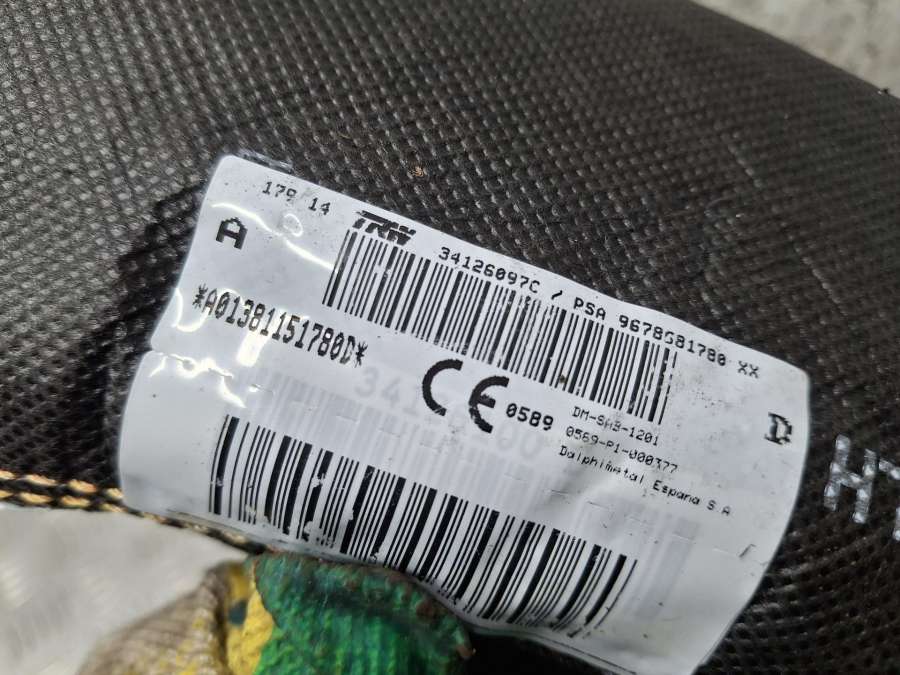 179 14
TRW
34126097C / PSA 9678681780 XX
A
*A01381151780D*
CE 0589
DM-SAB-1201
0589-P1-000377
Dalphimetal Espana S.A
D